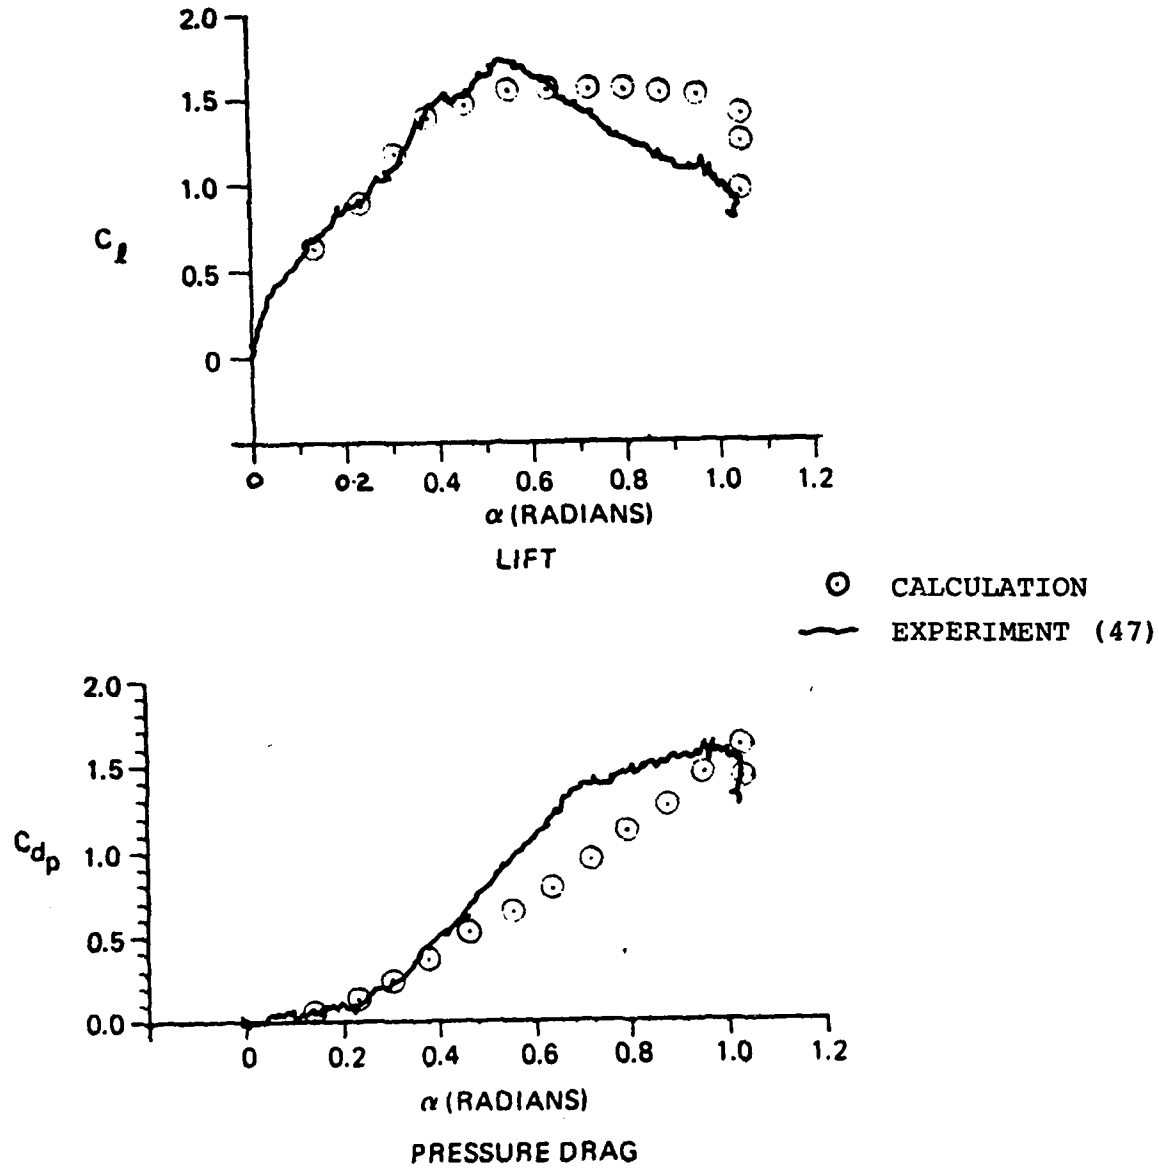 2.0
1.5
1.0
0.5
0
C_ℓ
0 0.2 0.4 0.6 0.8 1.0 1.2
α (RADIANS)
LIFT
⊙ CALCULATION
EXPERIMENT (47)
2.0
1.5
1.0
0.5
0.0
C_d_p
0 0.2 0.4 0.6 0.8 1.0 1.2
α (RADIANS)
PRESSURE DRAG